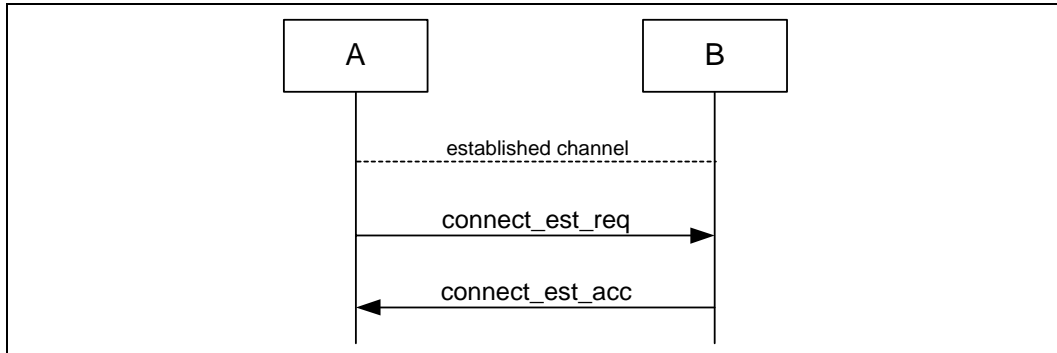 A
B
established channel
connect_est_req
connect_est_acc